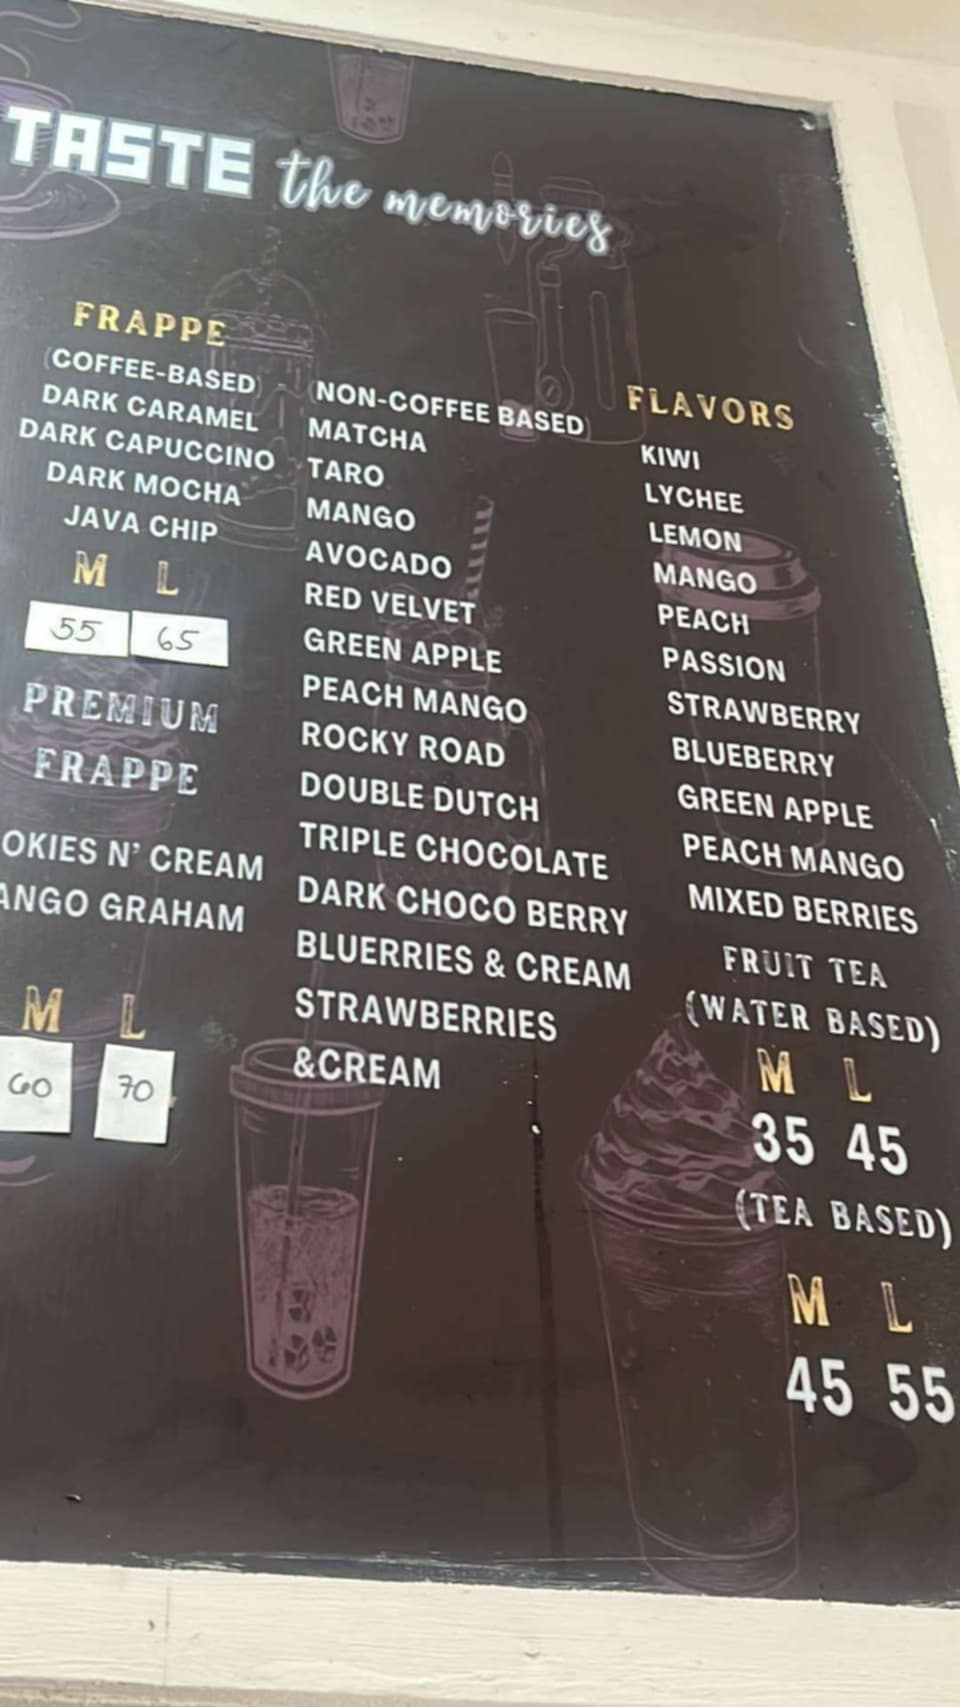 TASTE the memories
FRAPPE
(COFFEE-BASED)
DARK CARAMEL
DARK CAPUCCINO
DARK MOCHA
JAVA CHIP
M L
55 65
PREMIUM
FRAPPE
OKIES N' CREAM
ANGO GRAHAM
M L
60 70
(NON-COFFEE BASED)
MATCHA
TARO
MANGO
AVOCADO
RED VELVET
GREEN APPLE
PEACH MANGO
ROCKY ROAD
DOUBLE DUTCH
TRIPLE CHOCOLATE
DARK CHOCO BERRY
BLUERRIES & CREAM
STRAWBERRIES
&CREAM
FLAVORS
KIWI
LYCHEE
LEMON
MANGO
PEACH
PASSION
STRAWBERRY
BLUEBERRY
GREEN APPLE
PEACH MANGO
MIXED BERRIES
FRUIT TEA
(WATER BASED)
M L
35 45
(TEA BASED)
M L
45 55